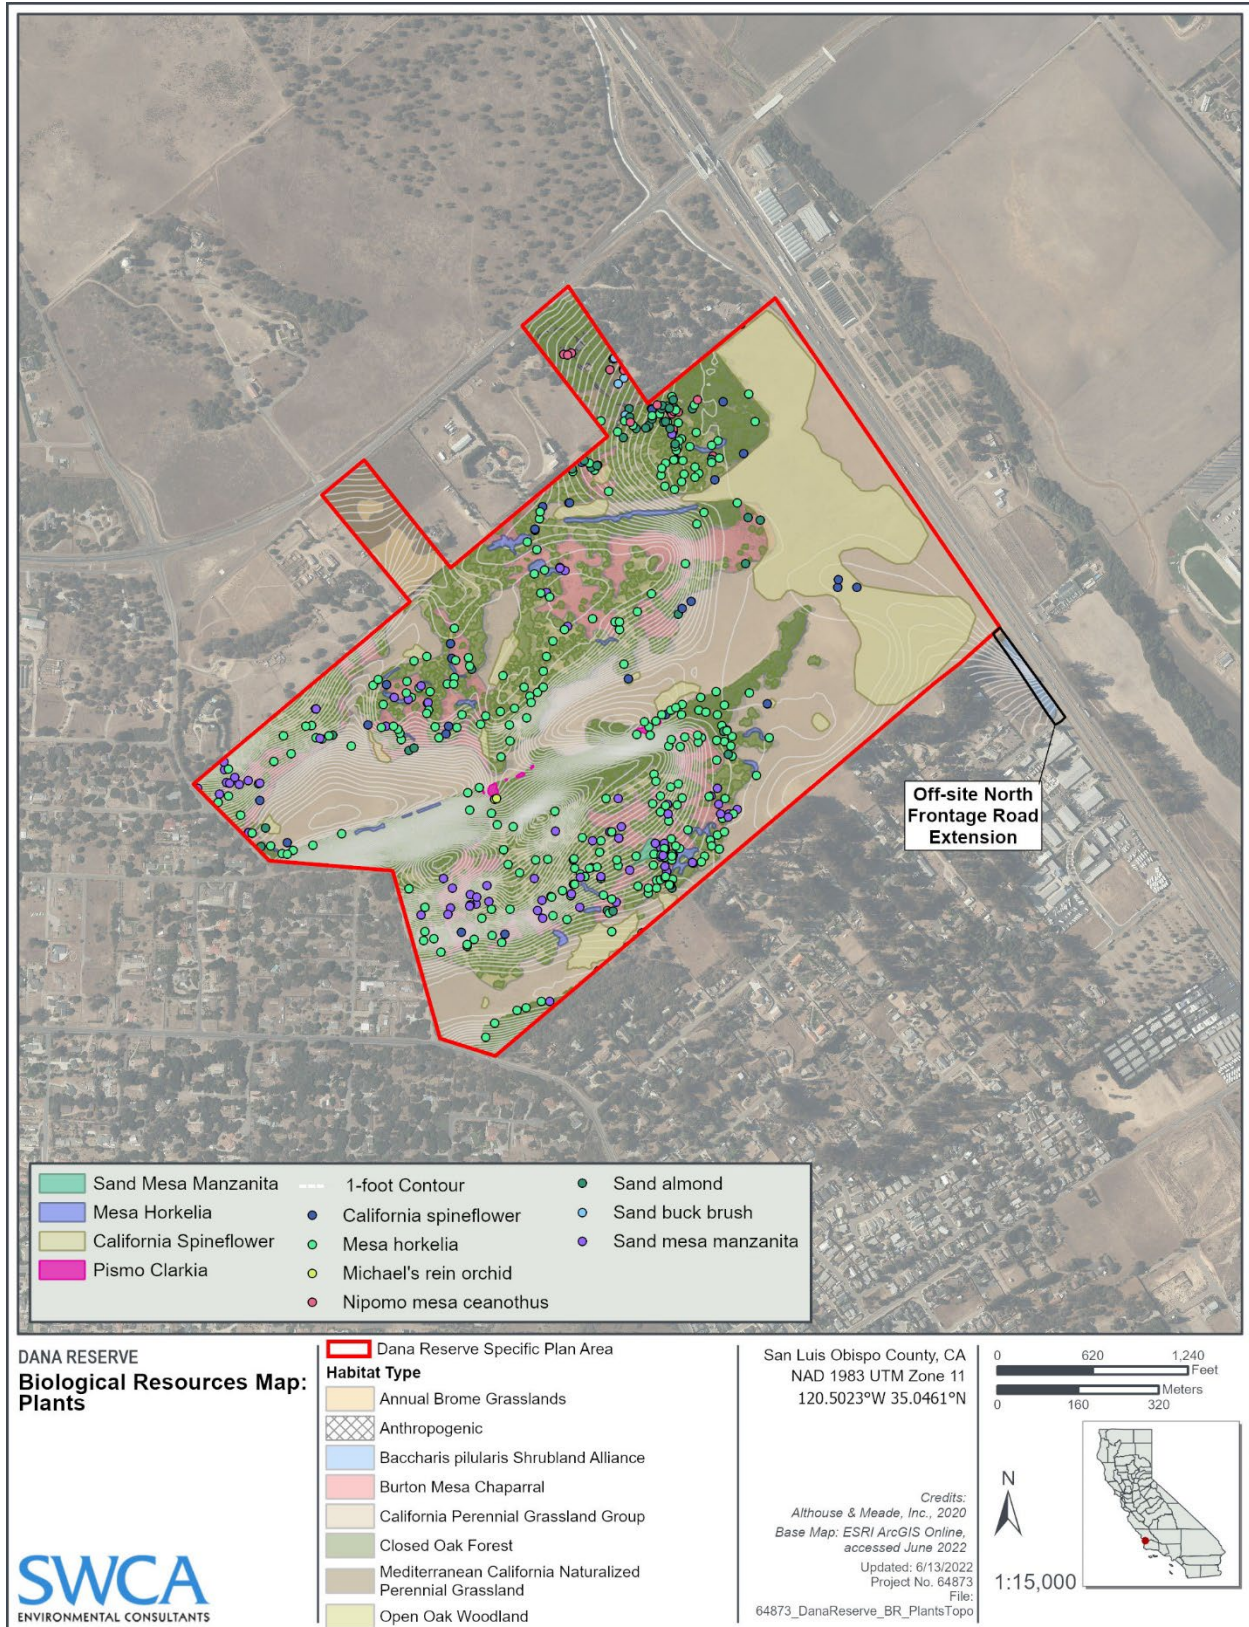 Off-site North
Frontage Road
Extension
Sand Mesa Manzanita
Mesa Horkelia
California Spineflower
Pismo Clarkia
1-foot Contour
California spineflower
Mesa horkelia
Michael's rein orchid
Nipomo mesa ceanothus
Sand almond
Sand buck brush
Sand mesa manzanita
DANA RESERVE
Biological Resources Map:
Plants
SWCA
ENVIRONMENTAL CONSULTANTS
Dana Reserve Specific Plan Area
Habitat Type
Annual Brome Grasslands
Anthropogenic
Baccharis pilularis Shrubland Alliance
Burton Mesa Chaparral
California Perennial Grassland Group
Closed Oak Forest
Mediterranean California Naturalized
Perennial Grassland
Open Oak Woodland
San Luis Obispo County, CA
NAD 1983 UTM Zone 11
120.5023°W 35.0461°N
Credits:
Althouse & Meade, Inc., 2020
Base Map: ESRI ArcGIS Online,
accessed June 2022
Updated: 6/13/2022
Project No. 64873
File:
64873_DanaReserve_BR_PlantsTopo
0 620 1,240
Feet
Meters
0 160 320
N
1:15,000